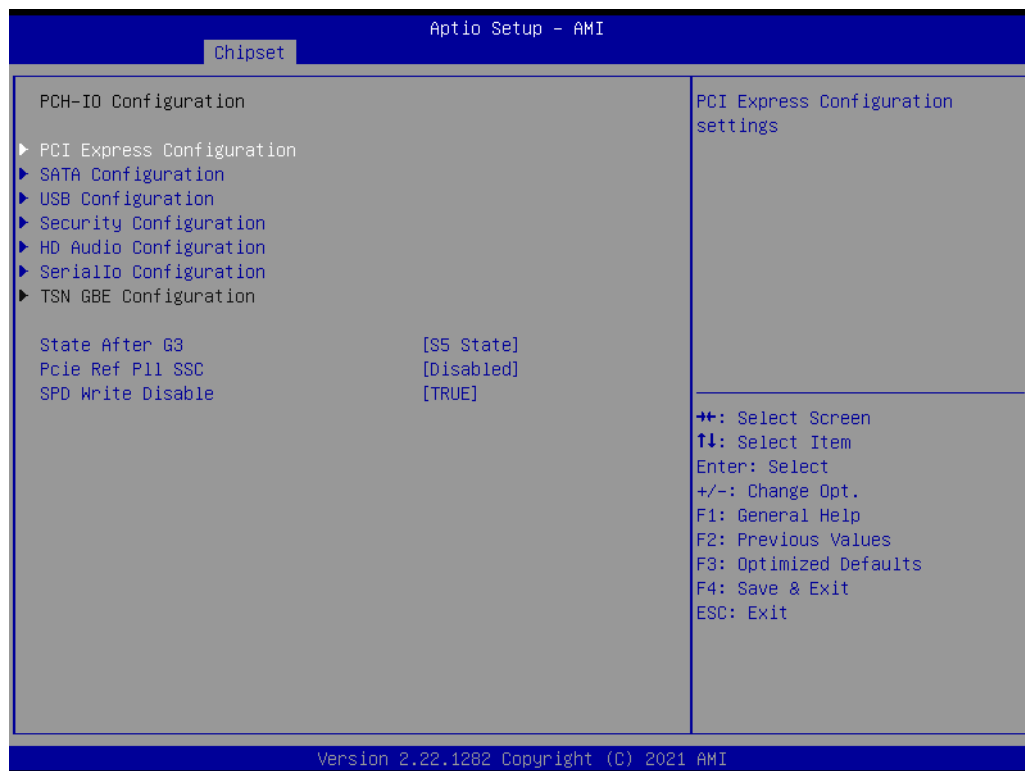 Aptio Setup – AMI
Chipset
PCH-IO Configuration
PCI Express Configuration
SATA Configuration
USB Configuration
Security Configuration
HD Audio Configuration
SerialIo Configuration
TSN GBE Configuration
State After G3 [S5 State]
Pcie Ref Pll SSC [Disabled]
SPD Write Disable [TRUE]
PCI Express Configuration
settings
→←: Select Screen
↑↓: Select Item
Enter: Select
+/-: Change Opt.
F1: General Help
F2: Previous Values
F3: Optimized Defaults
F4: Save & Exit
ESC: Exit
Version 2.22.1282 Copyright (C) 2021 AMI